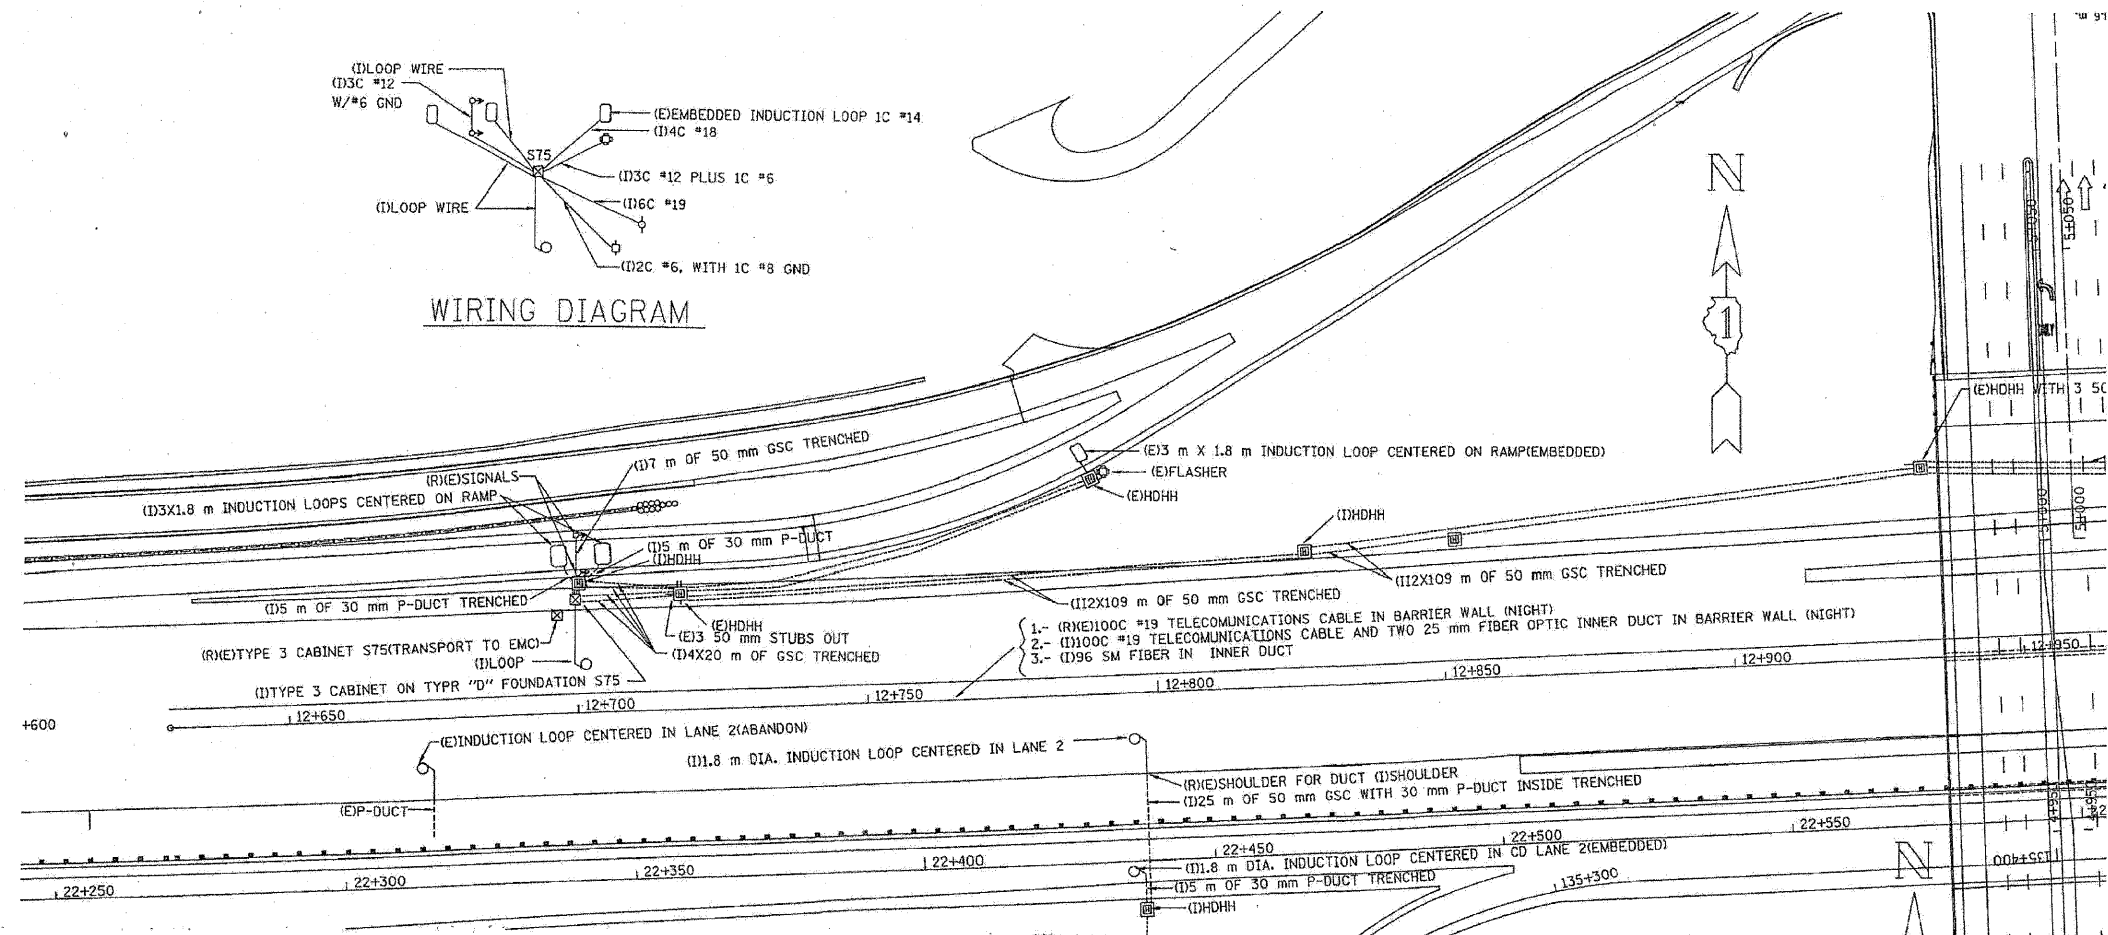 (I)LOOP WIRE
(I)3C #12
W/#6 GND
(E)EMBEDDED INDUCTION LOOP 1C #14
(I)4C #18
S75
(I)3C #12 PLUS 1C #6
(I)6C #19
(I)LOOP WIRE
(I)2C #6, WITH 1C #8 GND
WIRING DIAGRAM
N
1
5+050
5+050
(E)HDHH WITH 3 50
(I)7 m OF 50 mm GSC TRENCHED
(R)(E)SIGNALS
(I)3X1.8 m INDUCTION LOOPS CENTERED ON RAMP
(E)3 m X 1.8 m INDUCTION LOOP CENTERED ON RAMP(EMBEDDED)
(E)FLASHER
(E)HDHH
(I)HDHH
5+000
5+000
(I)5 m OF 30 mm P-DUCT
(I)HDHH
(I)5 m OF 30 mm P-DUCT TRENCHED
(I)2X109 m OF 50 mm GSC TRENCHED
(I)2X109 m OF 50 mm GSC TRENCHED
(E)HDHH
(E)3 50 mm STUBS OUT
(I)4X20 m OF GSC TRENCHED
(R)(E)TYPE 3 CABINET S75(TRANSPORT TO EMC)
(I)LOOP
(I)TYPE 3 CABINET ON TYPR "D" FOUNDATION S75
1.- (R)(E)100C #19 TELECOMUNICATIONS CABLE IN BARRIER WALL (NIGHT)
2.- (I)100C #19 TELECOMUNICATIONS CABLE AND TWO 25 mm FIBER OPTIC INNER DUCT IN BARRIER WALL (NIGHT)
3.- (I)96 SM FIBER IN INNER DUCT
+600
12+650
12+700
12+750
12+800
12+850
12+900
12+950
(E)INDUCTION LOOP CENTERED IN LANE 2(ABANDON)
(I)1.8 m DIA. INDUCTION LOOP CENTERED IN LANE 2
(E)P-DUCT
(R)(E)SHOULDER FOR DUCT (I)SHOULDER
(I)25 m OF 50 mm GSC WITH 30 mm P-DUCT INSIDE TRENCHED
4+950
4+950
22+250
22+300
22+350
22+400
22+450
22+500
22+550
(I)1.8 m DIA. INDUCTION LOOP CENTERED IN CD LANE 2(EMBEDDED)
(I)5 m OF 30 mm P-DUCT TRENCHED
(I)HDHH
135+300
135+400
N